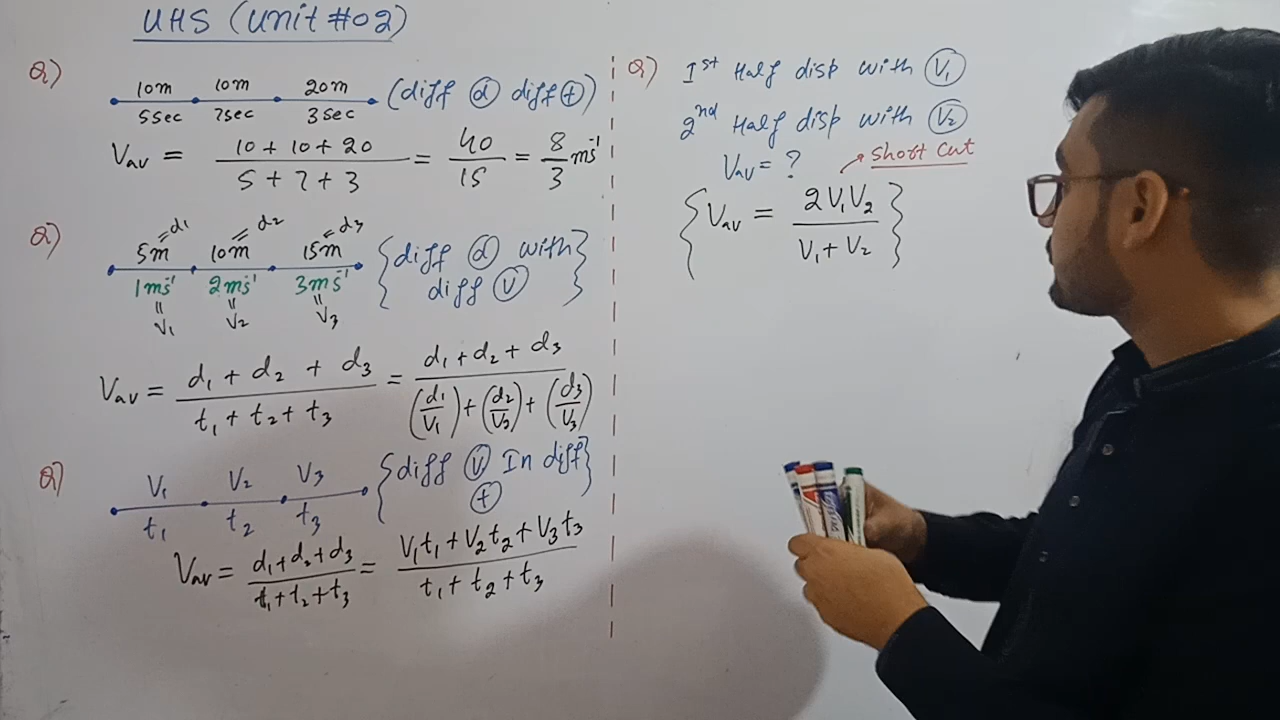 UHS (Unit #02)
Q)
10m 10m 20m (diff d diff t)
5sec 7sec 3sec
Vav = 10 + 10 + 20 / 5 + 7 + 3 = 40 / 15 = 8 / 3 ms⁻¹
Q)
=d1 =d2 =d3
5m 10m 15m {diff d with
1ms⁻¹ 2ms⁻¹ 3ms⁻¹ diff V}
= = =
V1 V2 V3
Vav = d1 + d2 + d3 / t1 + t2 + t3 = d1 + d2 + d3 / (d1/V1) + (d2/V2) + (d3/V3)
Q)
V1 V2 V3 {diff V In diff
t1 t2 t3 t}
Vav = d1+d2+d3 / t1+t2+t3 = V1t1 + V2t2 + V3t3 / t1 + t2 + t3
Q) 1st Half disp with V1
2nd Half disp with V2
Vav = ? → Short Cut
{Vav = 2V1V2 / V1 + V2}